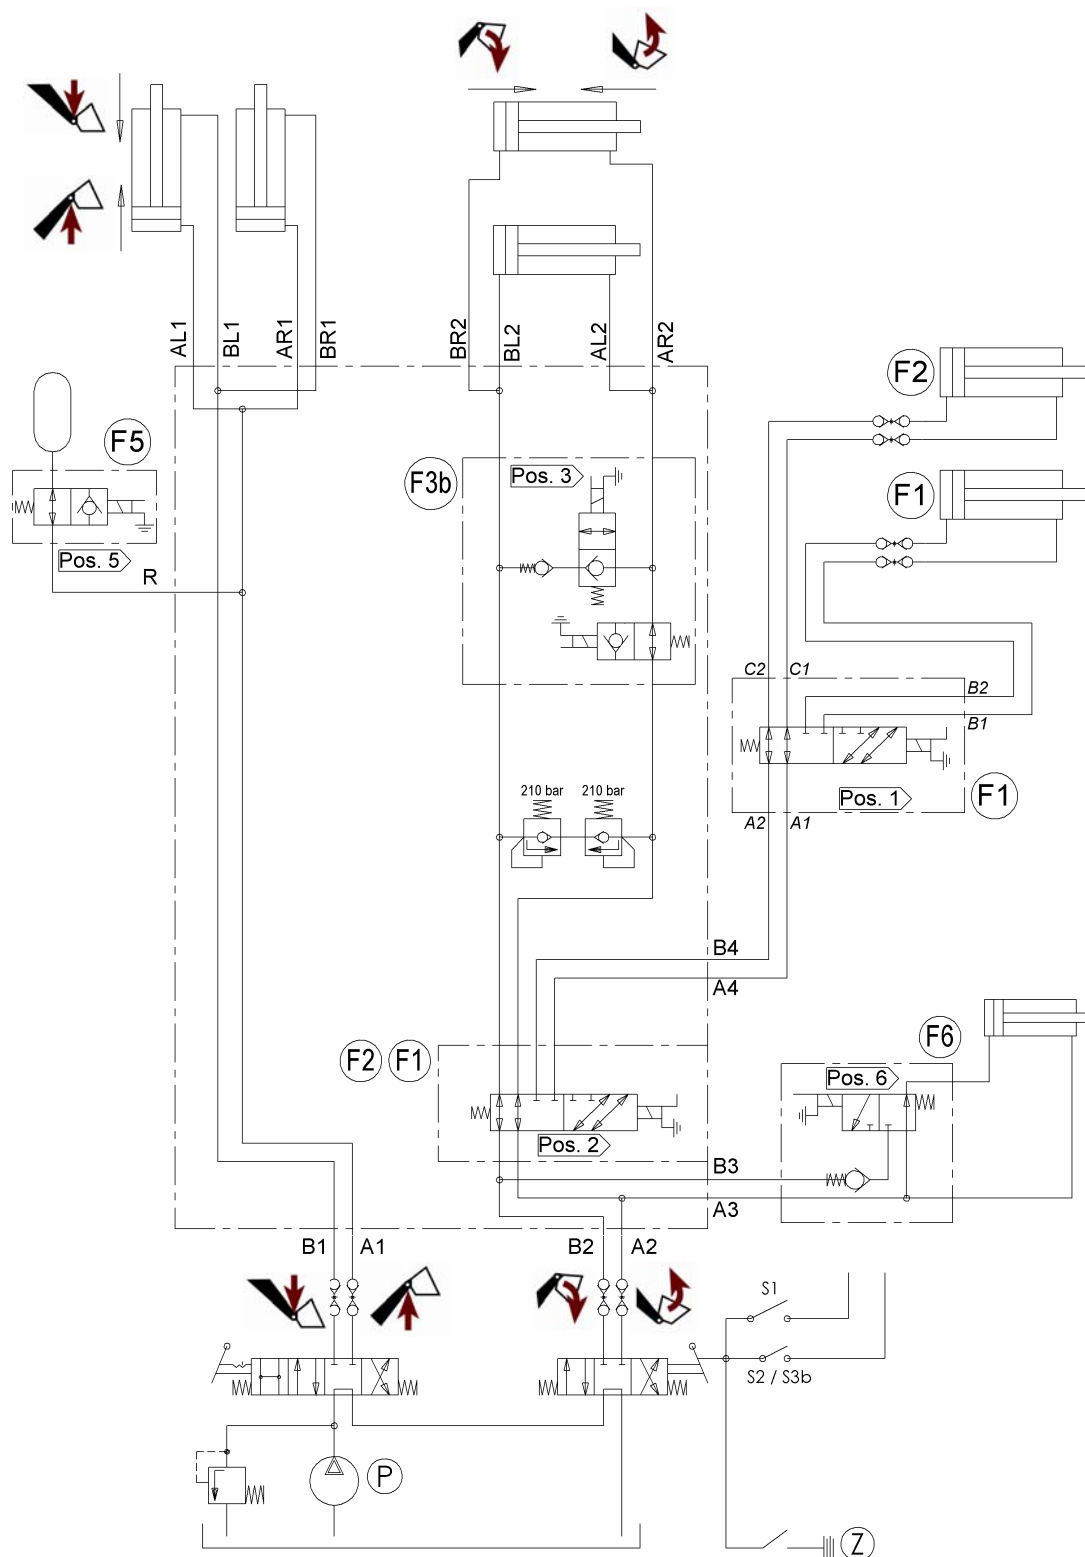 AL1
BL1
AR1
BR1
BR2
BL2
AL2
AR2
F2
F5
F3b
Pos. 3
F1
Pos. 5
R
C2 C1
B2
B1
210 bar 210 bar
Pos. 1
F1
A2 A1
B4
A4
F2 F1
F6
Pos. 6
Pos. 2
B3
A3
B1 A1
B2 A2
S1
S2 / S3b
P
Z